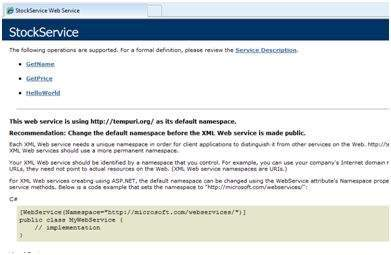 StockService Web Service
StockService
The following operations are supported. For a formal definition, please review the Service Description.
GetName
GetPrice
HelloWorld
This web service is using http://tempuri.org/ as its default namespace.
Recommendation: Change the default namespace before the XML Web service is made public.
Each XML Web service needs a unique namespace in order for client applications to distinguish it from other services on the Web. http://
XML Web services should use a more permanent namespace.
Your XML Web service should be identified by a namespace that you control. For example, you can use your company's Internet domain
URLs, they need not point to actual resources on the Web. (XML Web service namespaces are URIs.)
For XML Web services creating using ASP.NET, the default namespace can be changed using the WebService attribute's Namespace prope
service methods. Below is a code example that sets the namespace to "http://microsoft.com/webservices/":
C#
[WebService(Namespace="http://microsoft.com/webservices/")]
public class MyWebService {
// implementation
}